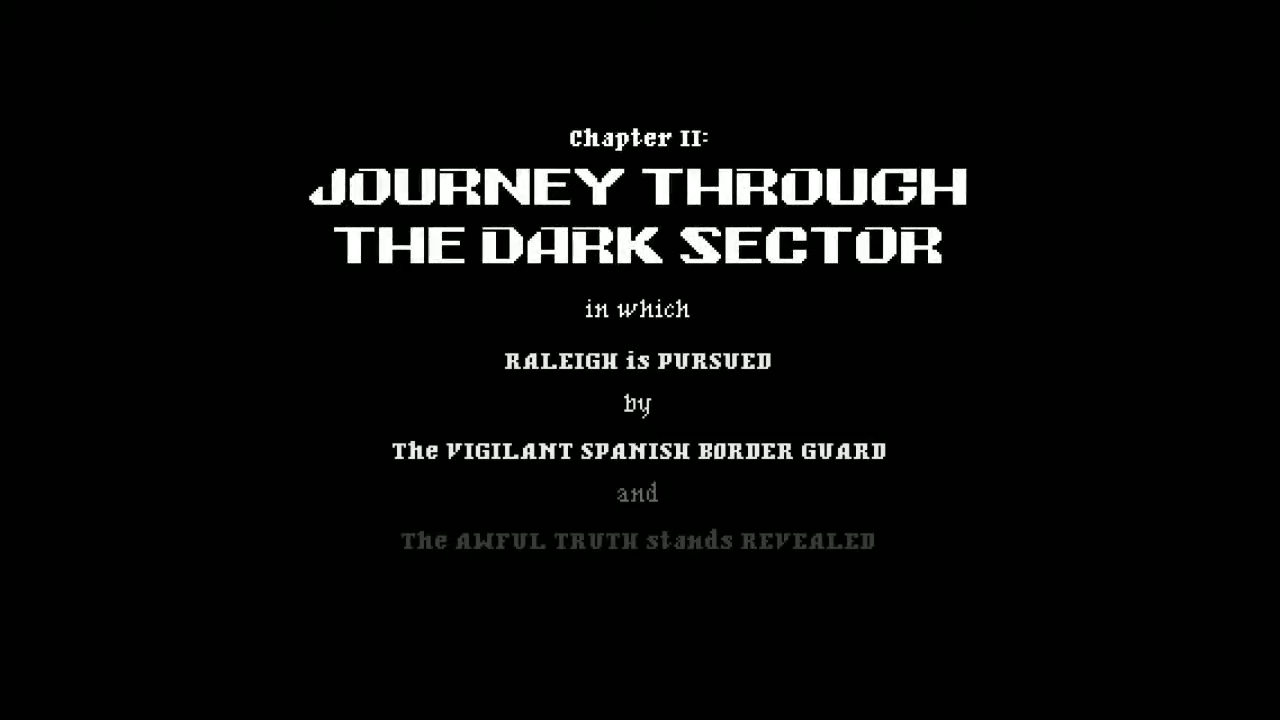 Chapter II:
JOURNEY THROUGH
THE DARK SECTOR
in which
RALEIGH is PURSUED
by
The VIGILANT SPANISH BORDER GUARD
and
The AWFUL TRUTH stands REVEALED